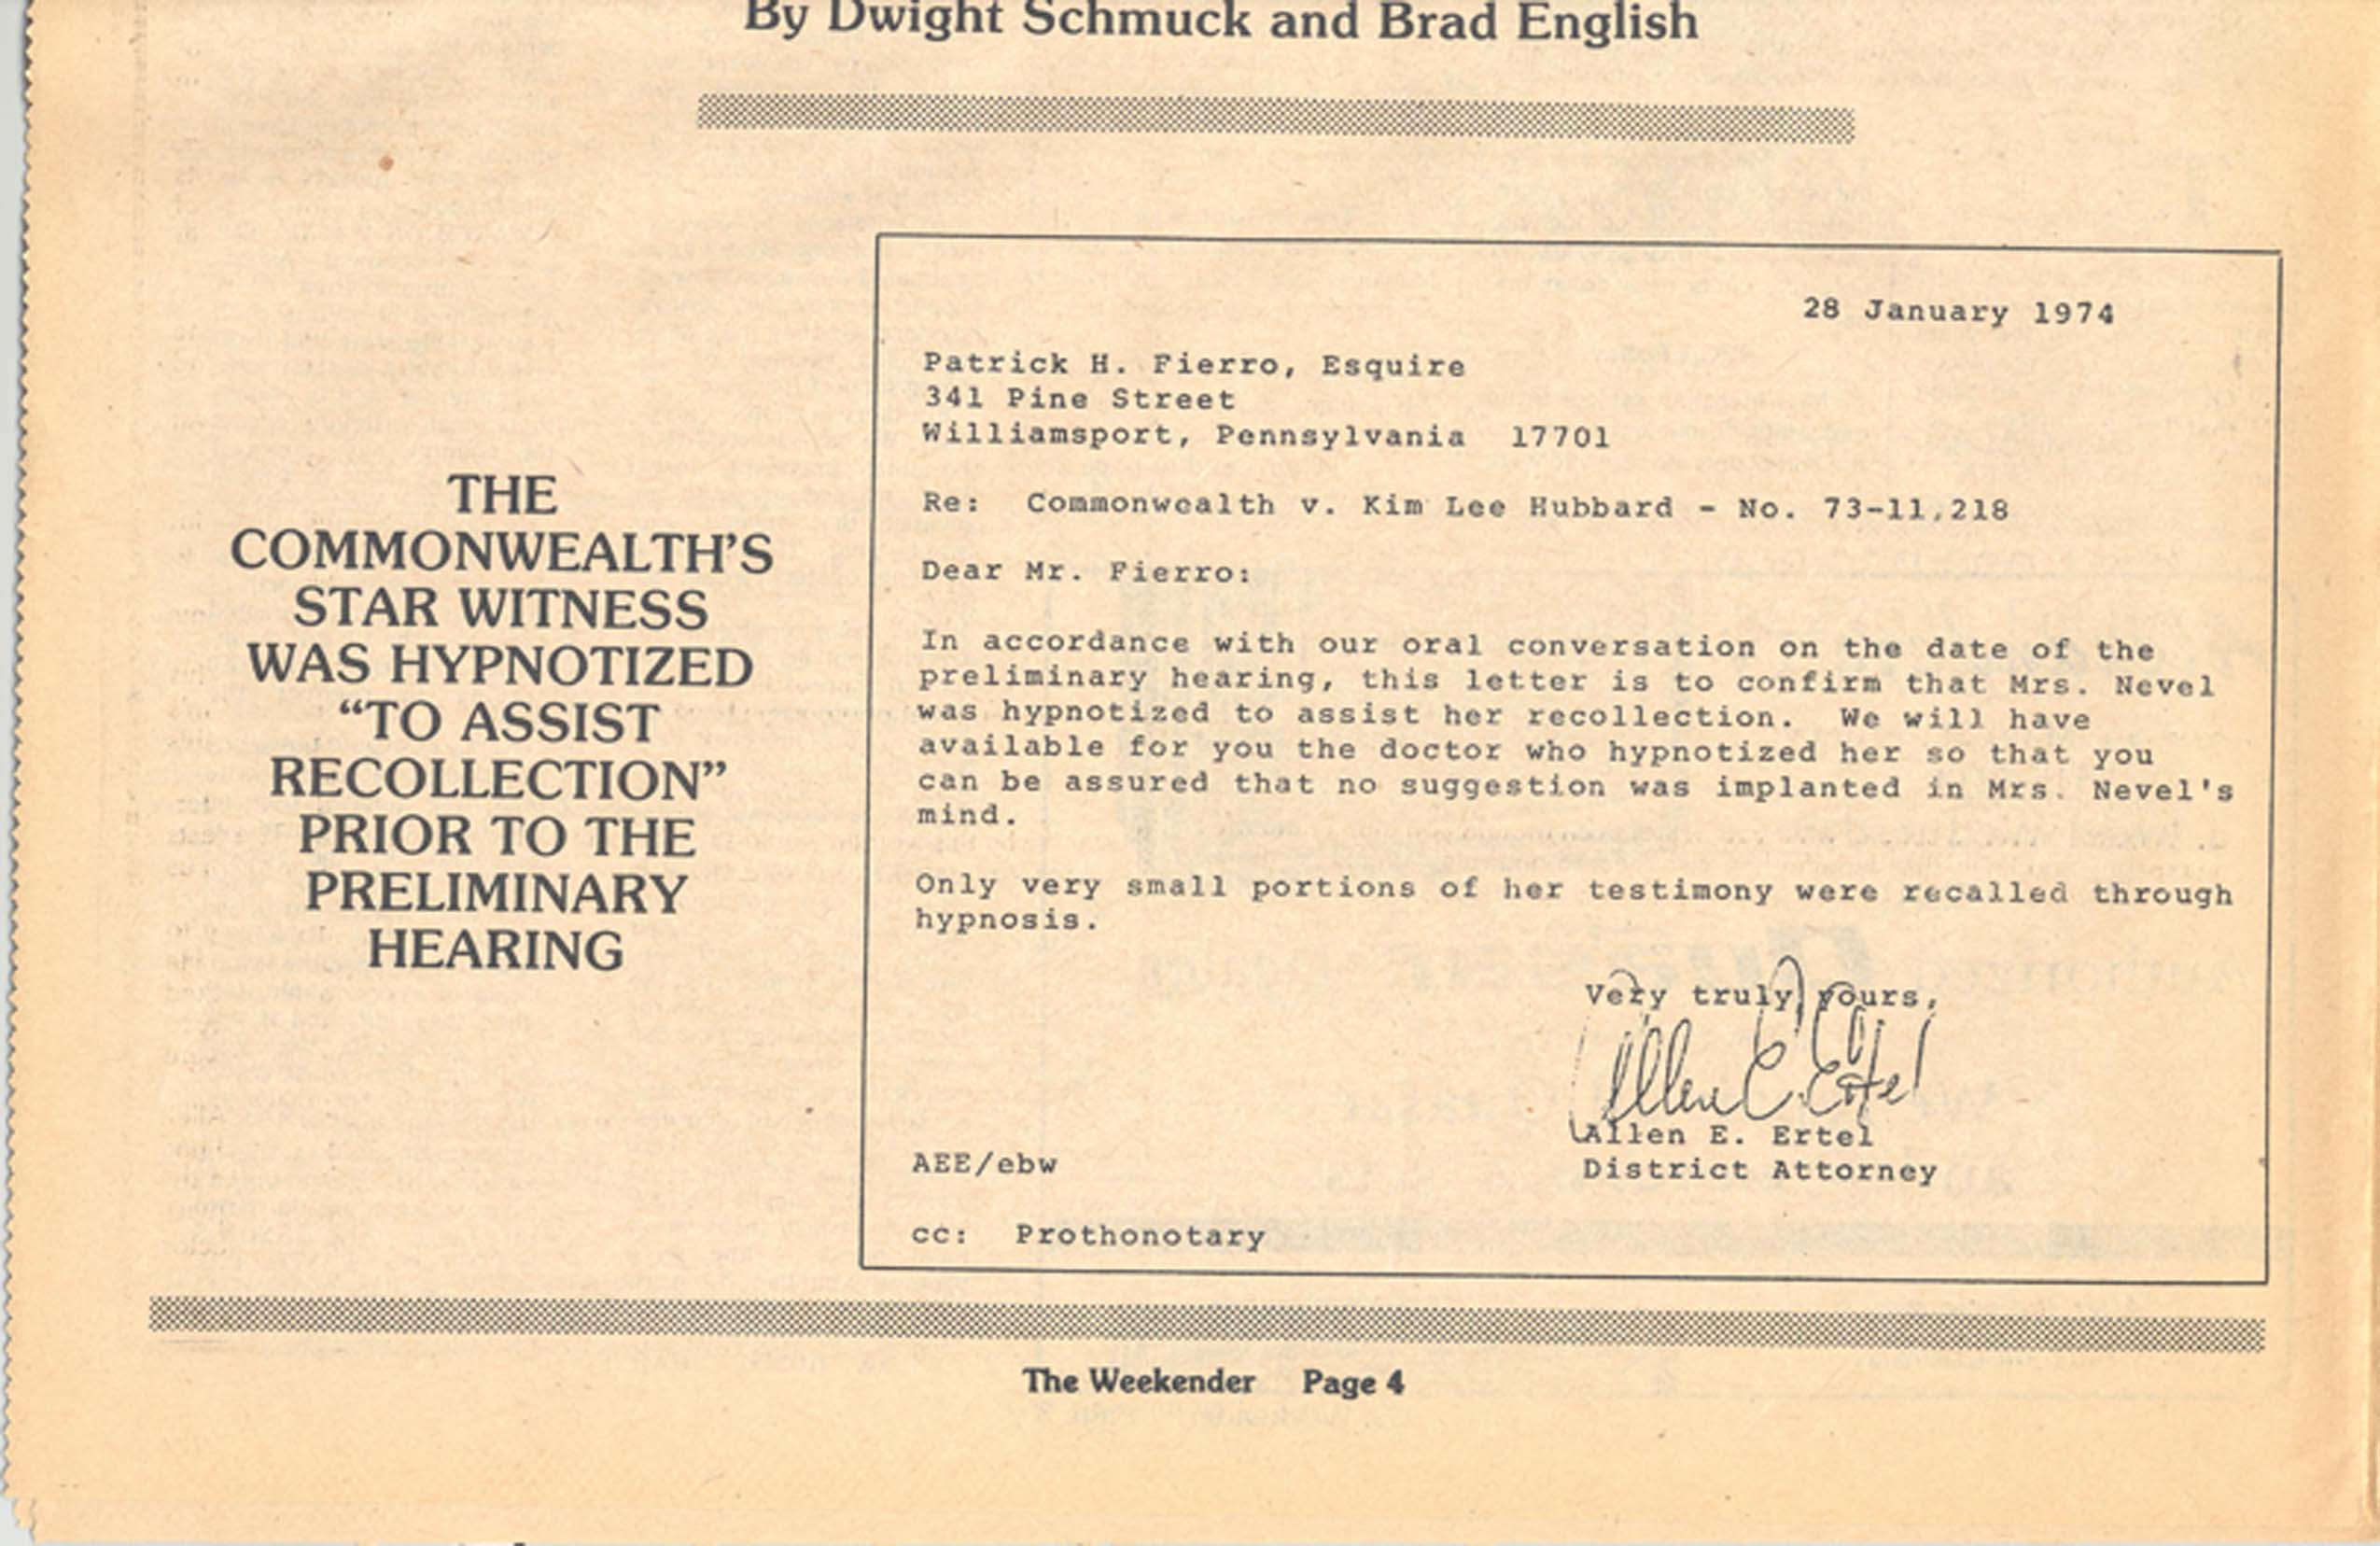 By Dwight Schmuck and Brad English
THE
COMMONWEALTH'S
STAR WITNESS
WAS HYPNOTIZED
“TO ASSIST
RECOLLECTION”
PRIOR TO THE
PRELIMINARY
HEARING
28 January 1974
Patrick H. Fierro, Esquire
341 Pine Street
Williamsport, Pennsylvania 17701
Re: Commonwealth v. Kim Lee Hubbard - No. 73-11,218
Dear Mr. Fierro:
In accordance with our oral conversation on the date of the
preliminary hearing, this letter is to confirm that Mrs. Nevel
was hypnotized to assist her recollection. We will have
available for you the doctor who hypnotized her so that you
can be assured that no suggestion was implanted in Mrs. Nevel's
mind.
Only very small portions of her testimony were recalled through
hypnosis.
Very truly yours,
Allen E. Ertel
Allen E. Ertel
District Attorney
AEE/ebw
cc: Prothonotary
The Weekender Page 4